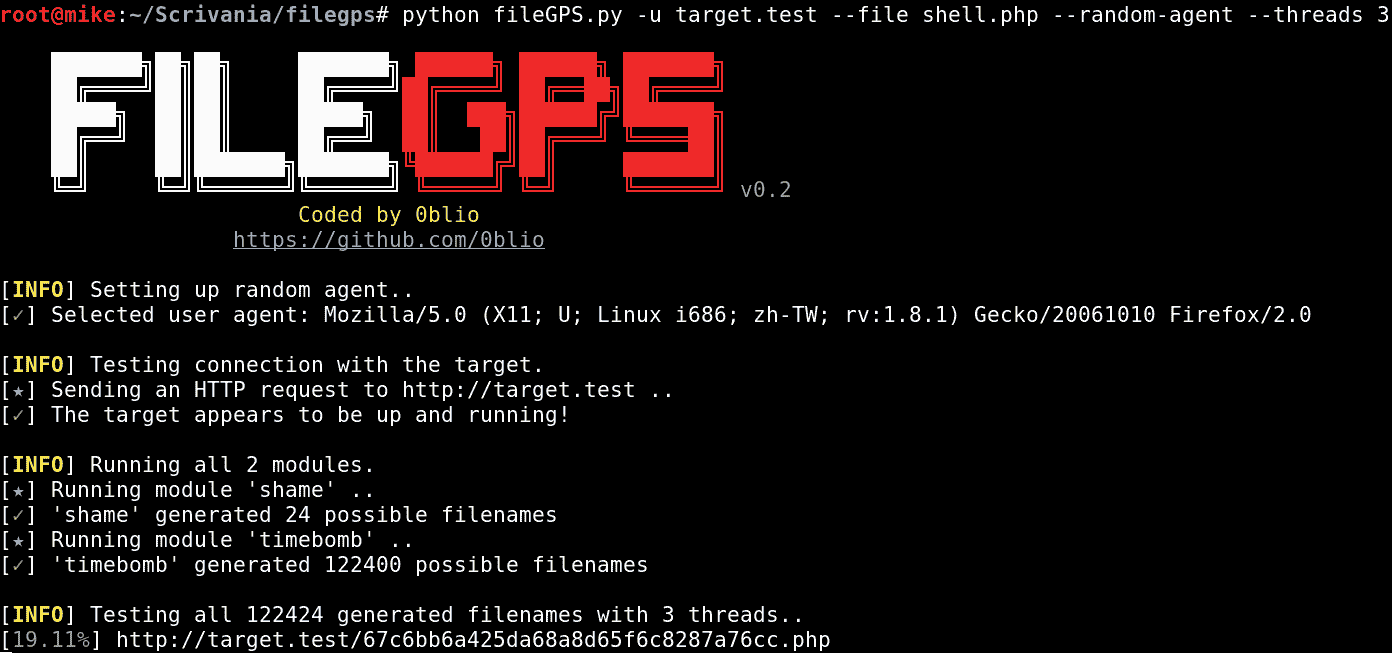 root@mike:~/Scrivania/filegps# python fileGPS.py -u target.test --file shell.php --random-agent --threads 3
FILEGPS v0.2
Coded by 0blio
https://github.com/0blio
[INFO] Setting up random agent..
[✓] Selected user agent: Mozilla/5.0 (X11; U; Linux i686; zh-TW; rv:1.8.1) Gecko/20061010 Firefox/2.0
[INFO] Testing connection with the target.
[★] Sending an HTTP request to http://target.test ..
[✓] The target appears to be up and running!
[INFO] Running all 2 modules.
[★] Running module 'shame' ..
[✓] 'shame' generated 24 possible filenames
[★] Running module 'timebomb' ..
[✓] 'timebomb' generated 122400 possible filenames
[INFO] Testing all 122424 generated filenames with 3 threads..
[19.11%] http://target.test/67c6bb6a425da68a8d65f6c8287a76cc.php